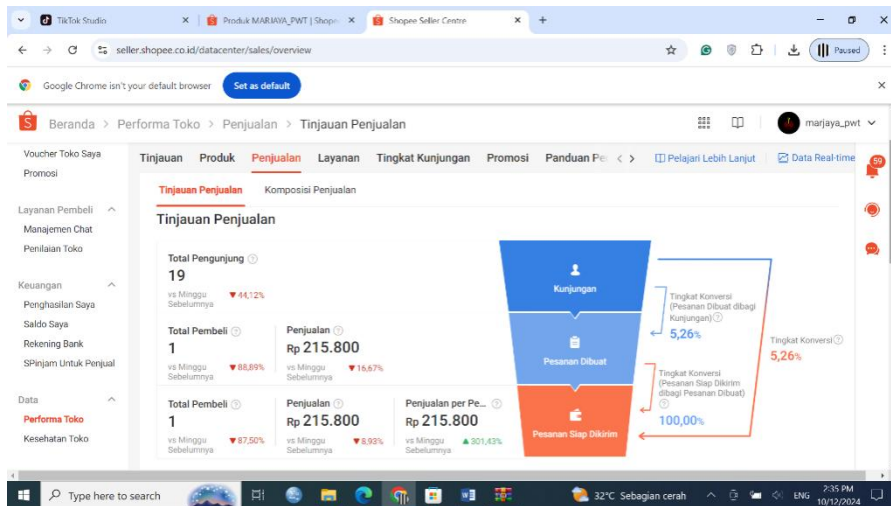 TikTok Studio
Produk MARJAYA_PWT | Shope
Shopee Seller Centre
seller.shopee.co.id/datacenter/sales/overview
Paused
Google Chrome isn't your default browser
Set as default
Beranda > Performa Toko > Penjualan > Tinjauan Penjualan
marjaya_pwt
Voucher Toko Saya
Promosi
Layanan Pembeli
Manajemen Chat
Penilaian Toko
Keuangan
Penghasilan Saya
Saldo Saya
Rekening Bank
SPinjam Untuk Penjual
Data
Performa Toko
Kesehatan Toko
Tinjauan Produk Penjualan Layanan Tingkat Kunjungan Promosi Panduan Pe < > Pelajari Lebih Lanjut Data Real-time
59
Tinjauan Penjualan Komposisi Penjualan
Tinjauan Penjualan
Total Pengunjung
19
vs Minggu Sebelumnya ▼44,12%
Total Pembeli
1
vs Minggu Sebelumnya ▼88,89%
Penjualan
Rp 215.800
vs Minggu Sebelumnya ▼16,67%
Total Pembeli
1
vs Minggu Sebelumnya ▼87,50%
Penjualan
Rp 215.800
vs Minggu Sebelumnya ▼8,93%
Penjualan per Pe...
Rp 215.800
vs Minggu Sebelumnya ▲301,43%
Kunjungan
Pesanan Dibuat
Pesanan Siap Dikirim
Tingkat Konversi
(Pesanan Dibuat dibagi
Kunjungan)
5,26%
Tingkat Konversi
(Pesanan Siap Dikirim
dibagi Pesanan Dibuat)
100,00%
Tingkat Konversi
5,26%
Type here to search
32°C Sebagian cerah
ENG
2:35 PM
10/12/2024